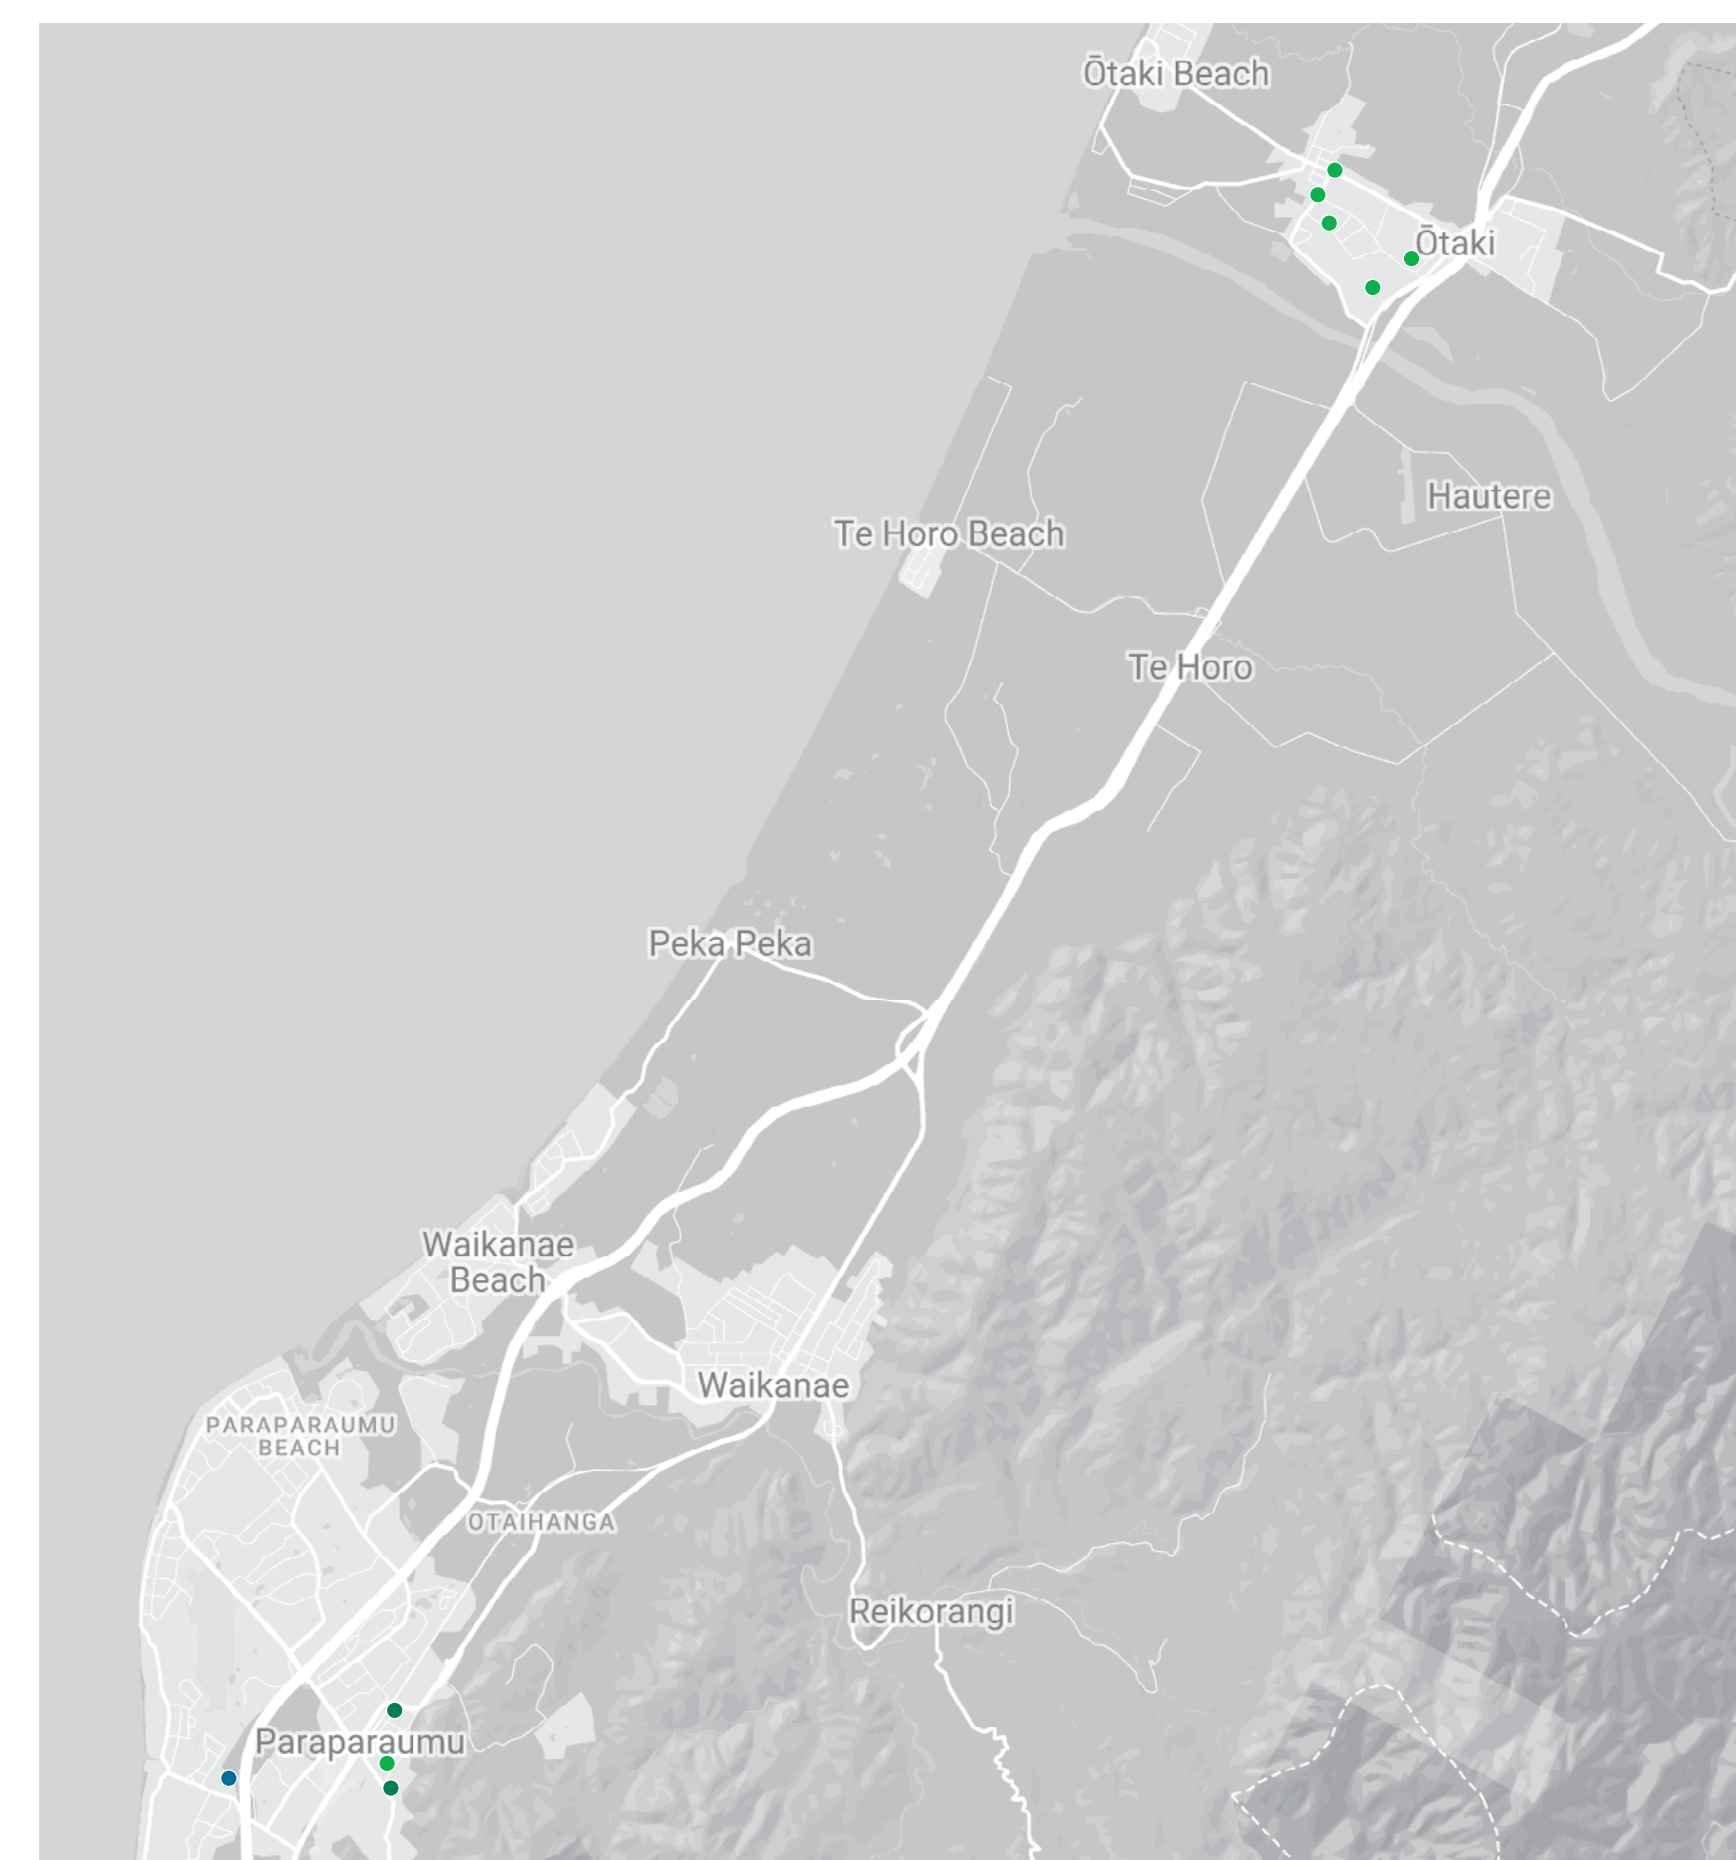 Ōtaki Beach
Ōtaki
Hautere
Te Horo Beach
Te Horo
Peka Peka
Waikanae
Beach
Waikanae
PARAPARAUMU
BEACH
OTAIHANGA
Reikorangi
Paraparaumu